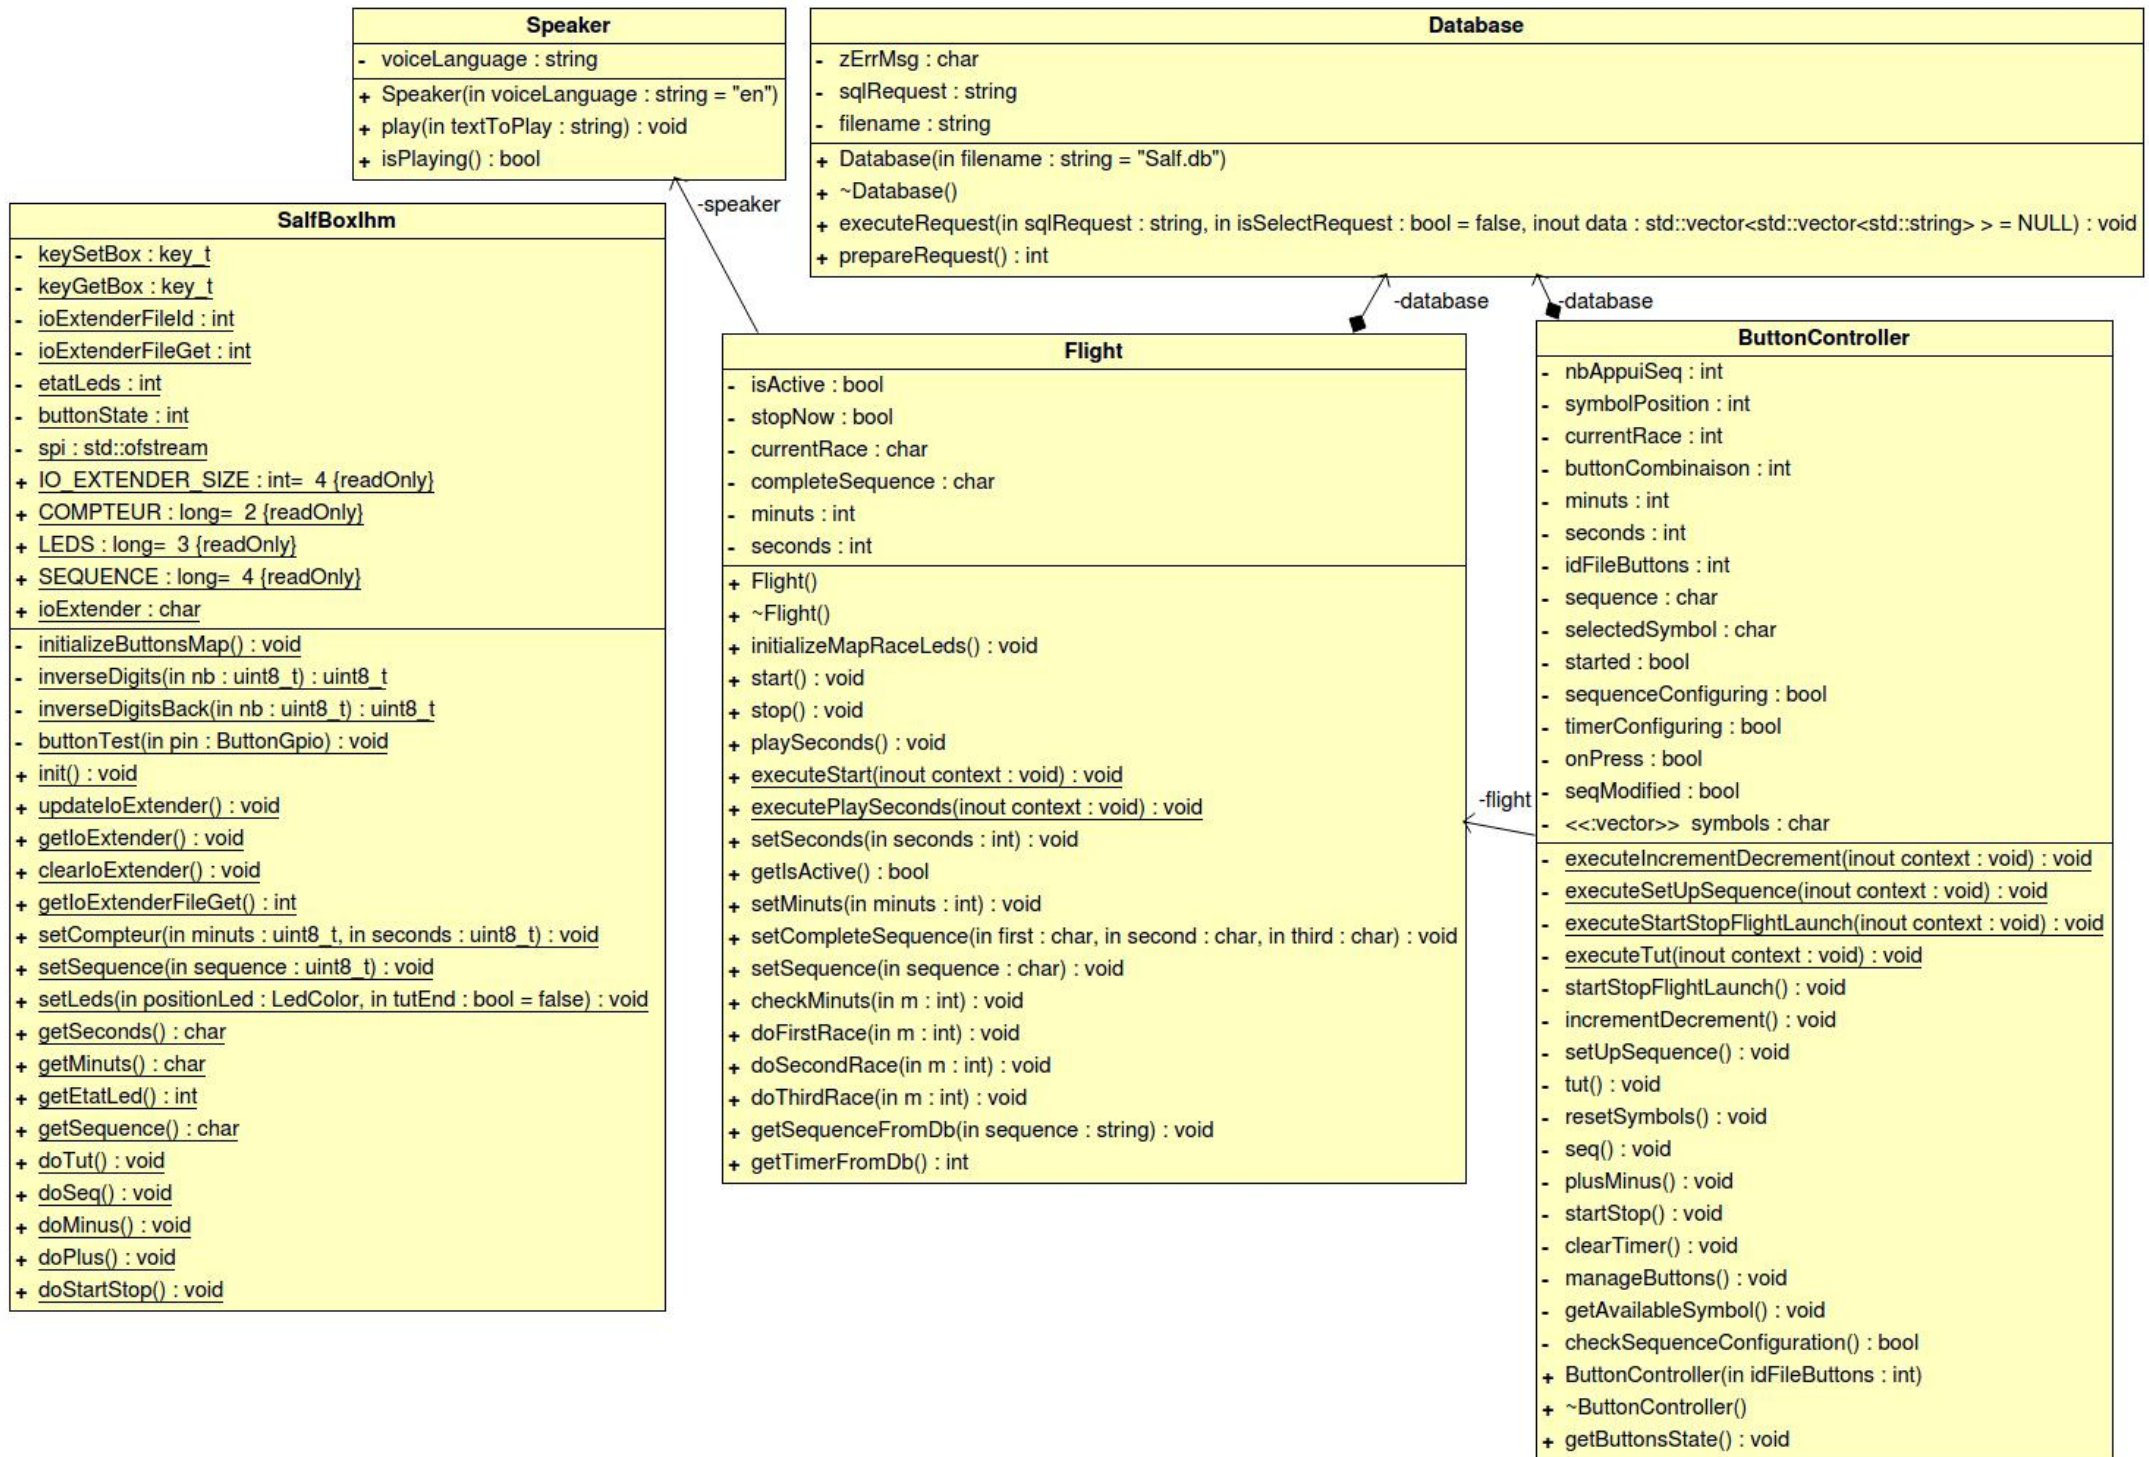 Speaker
- voiceLanguage : string
+ Speaker(in voiceLanguage : string = "en")
+ play(in textToPlay : string) : void
+ isPlaying() : bool
Database
- zErrMsg : char
- sqlRequest : string
- filename : string
+ Database(in filename : string = "Salf.db")
+ ~Database()
+ executeRequest(in sqlRequest : string, in isSelectRequest : bool = false, inout data : std::vector<std::vector<std::string> > = NULL) : void
+ prepareRequest() : int
-speaker
-database
-database
SalfBoxIhm
- keySetBox : key_t
- keyGetBox : key_t
- ioExtenderFileId : int
- ioExtenderFileGet : int
- etatLeds : int
- buttonState : int
- spi : std::ofstream
+ IO_EXTENDER_SIZE : int= 4 {readOnly}
+ COMPTEUR : long= 2 {readOnly}
+ LEDS : long= 3 {readOnly}
+ SEQUENCE : long= 4 {readOnly}
+ ioExtender : char
- initializeButtonsMap() : void
- inverseDigits(in nb : uint8_t) : uint8_t
- inverseDigitsBack(in nb : uint8_t) : uint8_t
- buttonTest(in pin : ButtonGpio) : void
+ init() : void
+ updateIoExtender() : void
+ getIoExtender() : void
+ clearIoExtender() : void
+ getIoExtenderFileGet() : int
+ setCompteur(in minuts : uint8_t, in seconds : uint8_t) : void
+ setSequence(in sequence : uint8_t) : void
+ setLeds(in positionLed : LedColor, in tutEnd : bool = false) : void
+ getSeconds() : char
+ getMinuts() : char
+ getEtatLed() : int
+ getSequence() : char
+ doTut() : void
+ doSeq() : void
+ doMinus() : void
+ doPlus() : void
+ doStartStop() : void
Flight
- isActive : bool
- stopNow : bool
- currentRace : char
- completeSequence : char
- minuts : int
- seconds : int
+ Flight()
+ ~Flight()
+ initializeMapRaceLeds() : void
+ start() : void
+ stop() : void
+ playSeconds() : void
+ executeStart(inout context : void) : void
+ executePlaySeconds(inout context : void) : void
+ setSeconds(in seconds : int) : void
+ getIsActive() : bool
+ setMinuts(in minuts : int) : void
+ setCompleteSequence(in first : char, in second : char, in third : char) : void
+ setSequence(in sequence : char) : void
+ checkMinuts(in m : int) : void
+ doFirstRace(in m : int) : void
+ doSecondRace(in m : int) : void
+ doThirdRace(in m : int) : void
+ getSequenceFromDb(in sequence : string) : void
+ getTimerFromDb() : int
-flight
ButtonController
- nbAppuiSeq : int
- symbolPosition : int
- currentRace : int
- buttonCombinaison : int
- minuts : int
- seconds : int
- idFileButtons : int
- sequence : char
- selectedSymbol : char
- started : bool
- sequenceConfiguring : bool
- timerConfiguring : bool
- onPress : bool
- seqModified : bool
- <<:vector>> symbols : char
- executeIncrementDecrement(inout context : void) : void
- executeSetUpSequence(inout context : void) : void
- executeStartStopFlightLaunch(inout context : void) : void
- executeTut(inout context : void) : void
- startStopFlightLaunch() : void
- incrementDecrement() : void
- setUpSequence() : void
- tut() : void
- resetSymbols() : void
- seq() : void
- plusMinus() : void
- startStop() : void
- clearTimer() : void
- manageButtons() : void
- getAvailableSymbol() : void
- checkSequenceConfiguration() : bool
+ ButtonController(in idFileButtons : int)
+ ~ButtonController()
+ getButtonsState() : void